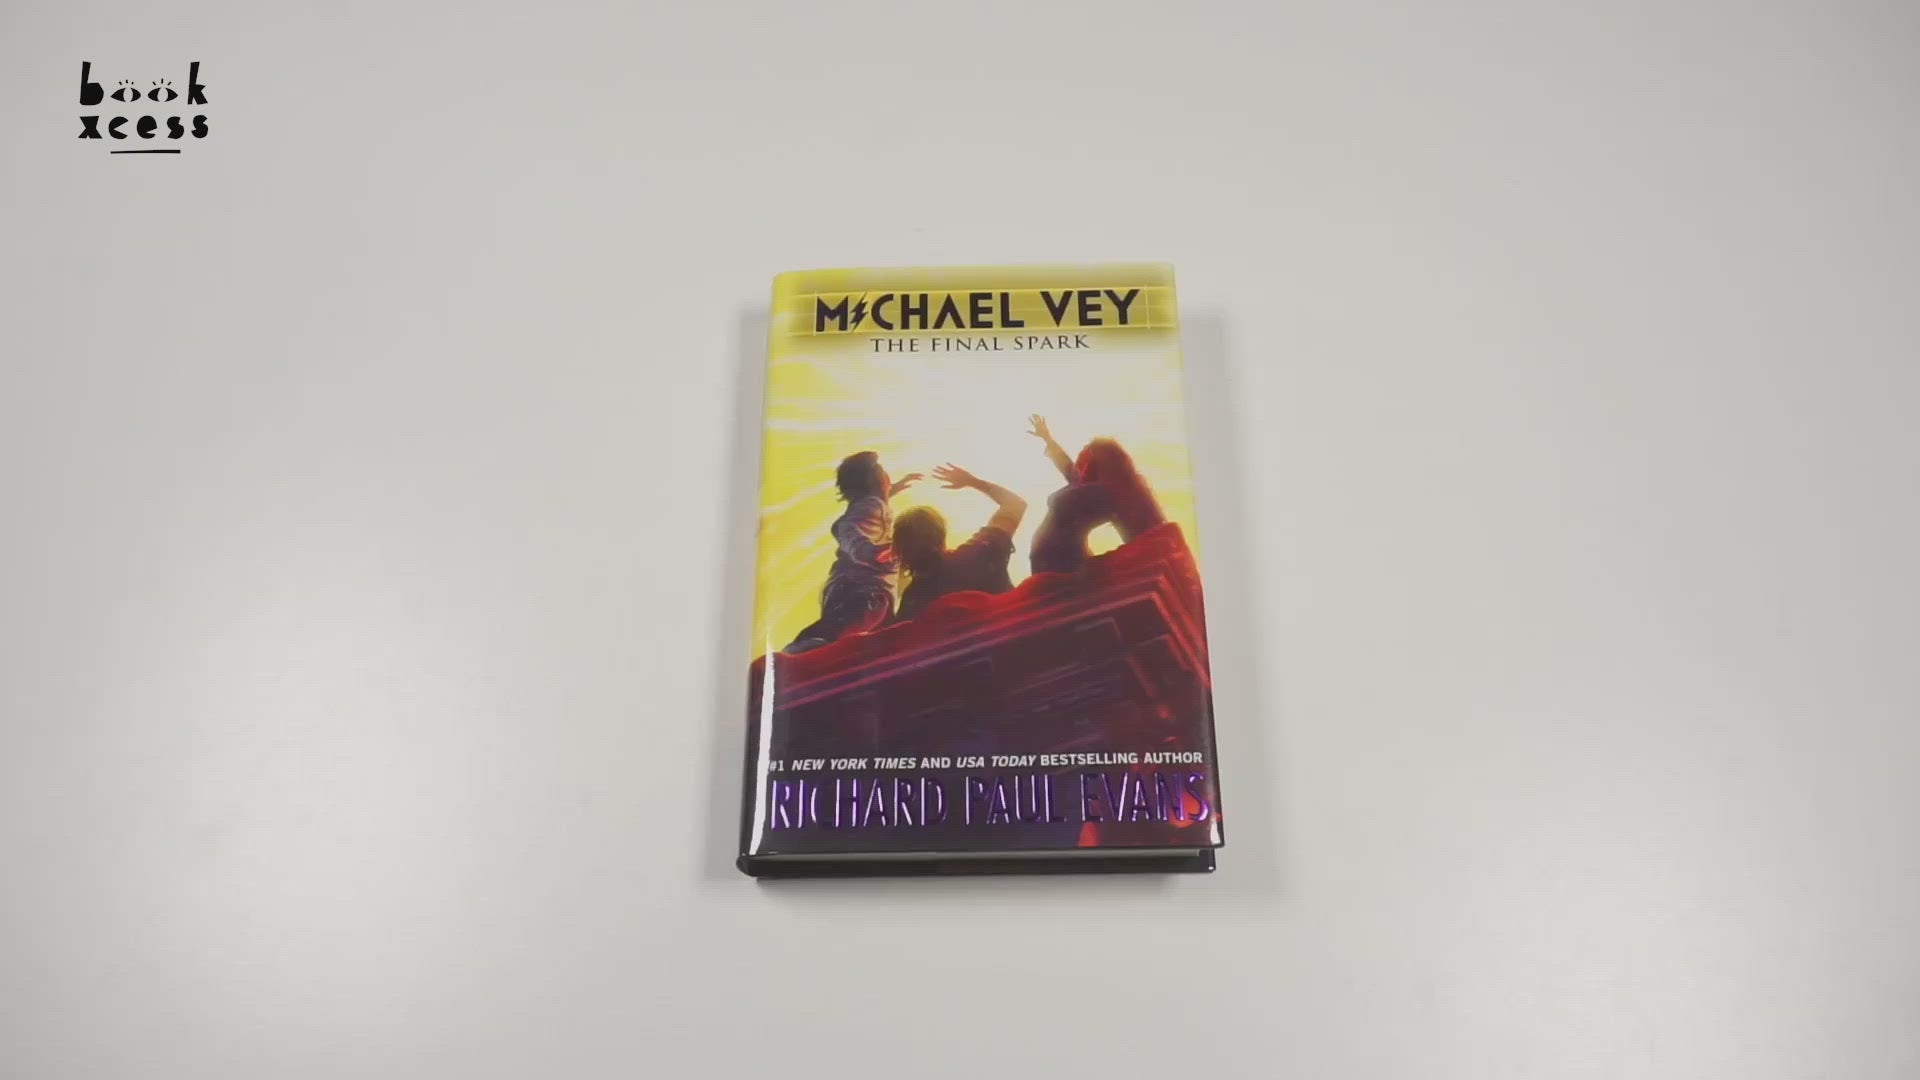 book
xcess
MICHAEL VEY
THE FINAL SPARK
#1 NEW YORK TIMES AND USA TODAY BESTSELLING AUTHOR
RICHARD PAUL EVANS